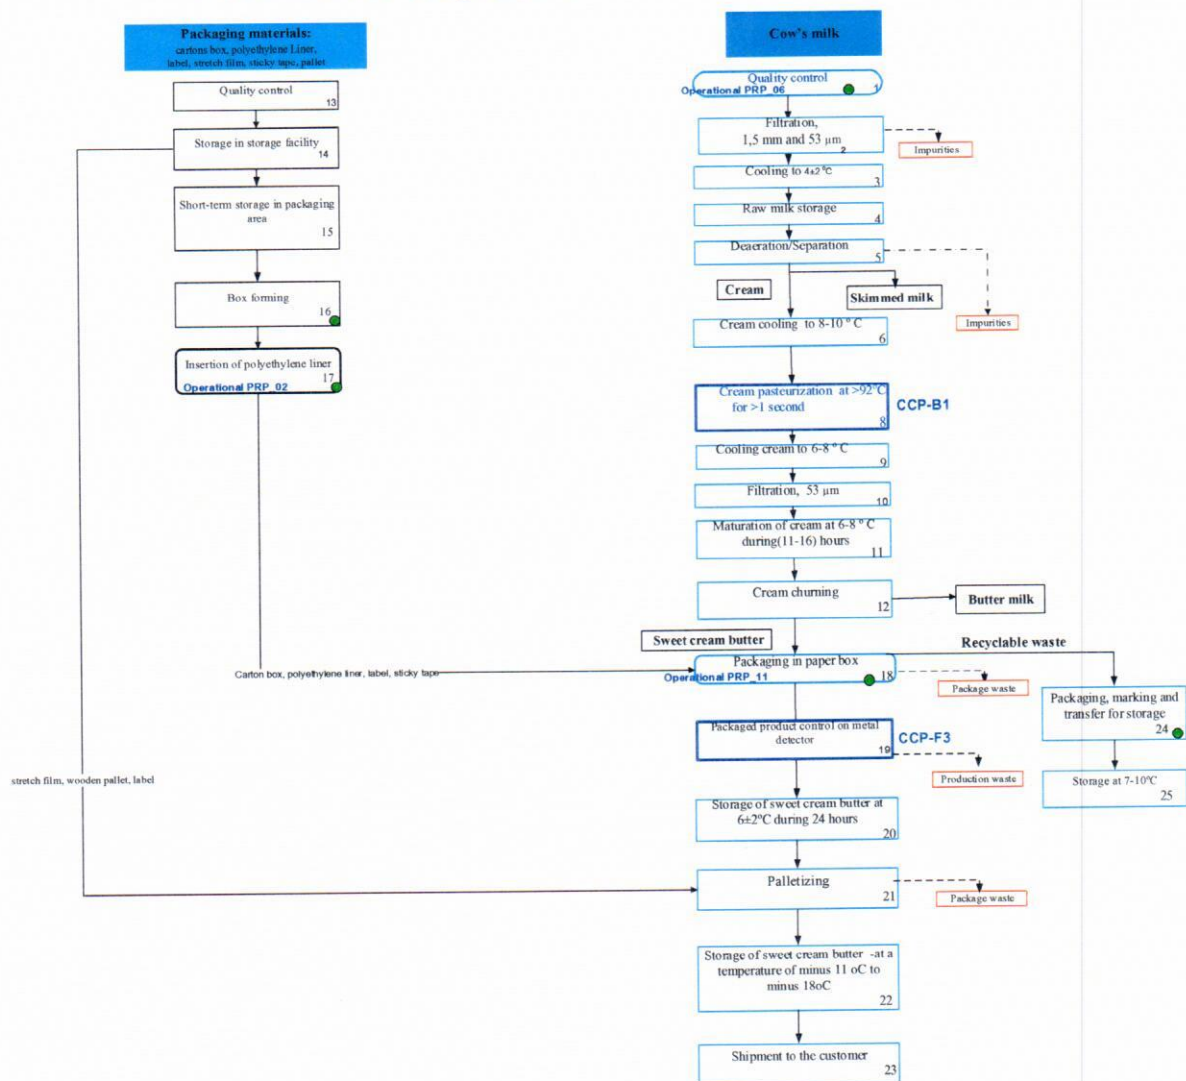 Packaging materials:
cartons box, polyethylene Liner,
label, stretch film, sticky tape, pallet
Quality control
13
Storage in storage facility
14
Short-term storage in packaging
area
15
Box forming
16
Insertion of polyethylene liner
17
Operational PRP_02
Carton box, polyethylene liner, label, sticky tape
stretch film, wooden pallet, label
Cow's milk
Quality control
Operational PRP_06
1
Filtration,
1,5 mm and 53 µm
2
Impurities
Cooling to 4±2 ºC
3
Raw milk storage
4
Deaeration/Separation
5
Cream
Skimmed milk
Impurities
Cream cooling to 8-10 º C
6
Cream pasteurization at >92ºC
for >1 second
8
CCP-B1
Cooling cream to 6-8 º C
9
Filtration, 53 µm
10
Maturation of cream at 6-8 º C
during(11-16) hours
11
Cream churning
12
Butter milk
Sweet cream butter
Recyclable waste
Packaging in paper box
Operational PRP_11
18
Package waste
Packaging, marking and
transfer for storage
24
Packaged product control on metal
detector
19
CCP-F3
Production waste
Storage at 7-10ºC
25
Storage of sweet cream butter at
6±2ºC during 24 hours
20
Palletizing
21
Package waste
Storage of sweet cream butter -at a
temperature of minus 11 oC to
minus 18oC
22
Shipment to the customer
23